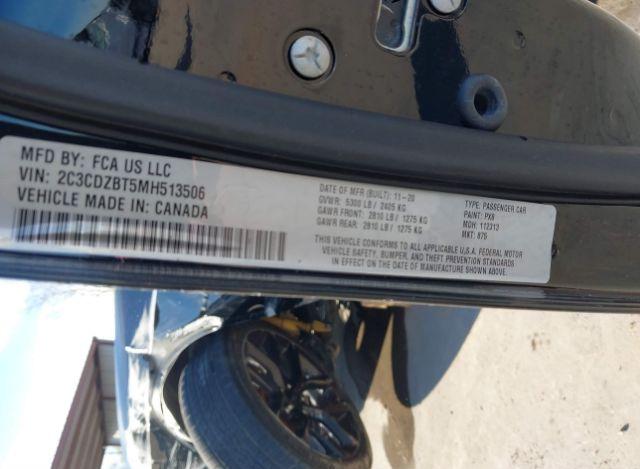 MFD BY: FCA US LLC
VIN: 2C3CDZBT5MH513506
VEHICLE MADE IN: CANADA
DATE OF MFR (BUILT): 11-20
GVWR: 5300 LB / 2405 KG
GAWR FRONT: 2810 LB / 1275 KG
GAWR REAR: 2810 LB / 1275 KG
TYPE: PASSENGER CAR
PAINT: PX8
MDH: 112313
MKT: 875
THIS VEHICLE CONFORMS TO ALL APPLICABLE U.S.A. FEDERAL MOTOR
VEHICLE SAFETY, BUMPER, AND THEFT PREVENTION STANDARDS
IN EFFECT ON THE DATE OF MANUFACTURE SHOWN ABOVE.